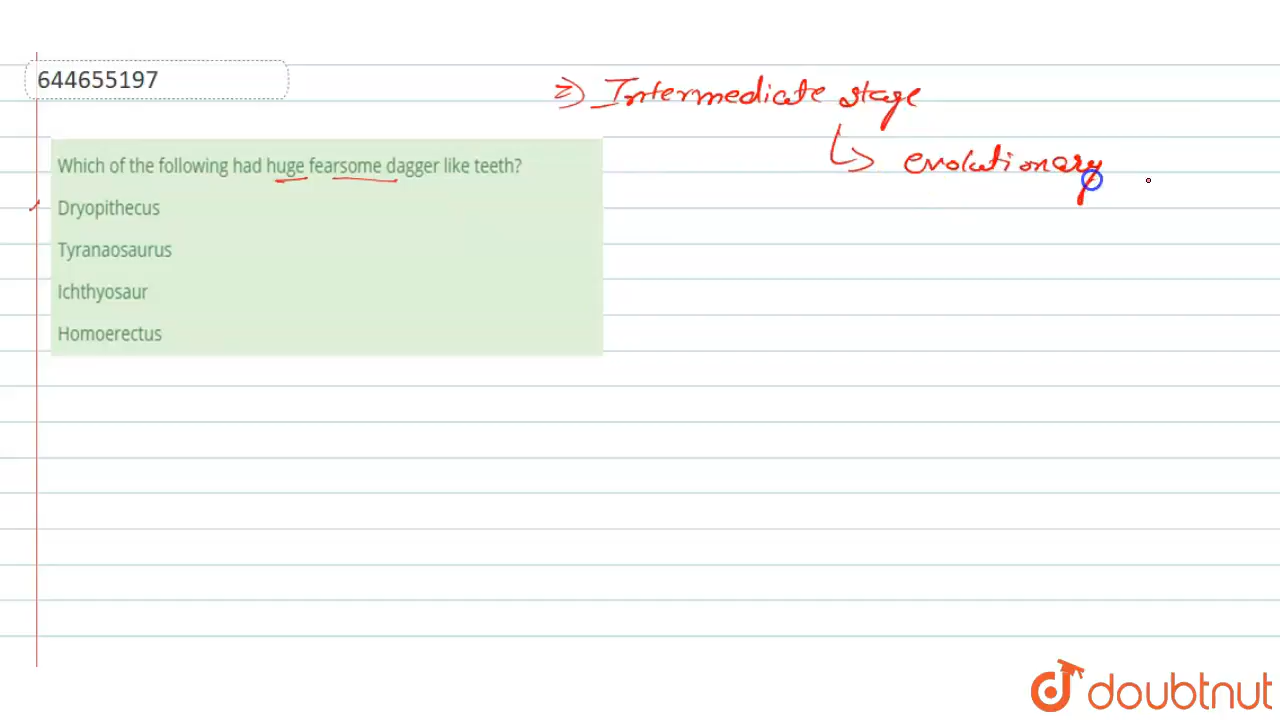 644655197
⇒ Intermediate stage
↳ evolutionary
Which of the following had huge fearsome dagger like teeth?
Dryopithecus
Tyranaosaurus
Ichthyosaur
Homoerectus
doubtnut